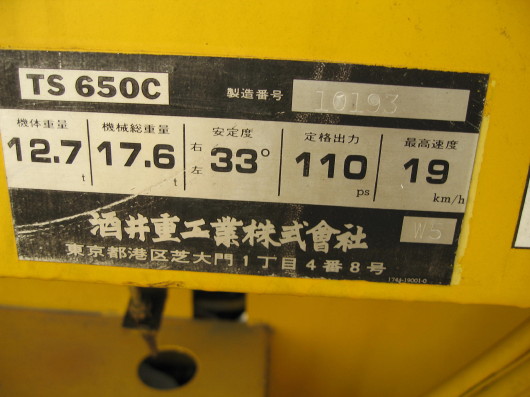 TS 650C
製造番号 10193
機体重量 機械総重量 安定度 定格出力 最高速度
12.7 t 17.6 t 右左 33° 110 ps 19 km/h
酒井重工業株式會社 W5
東京都港区芝大門1丁目4番8号